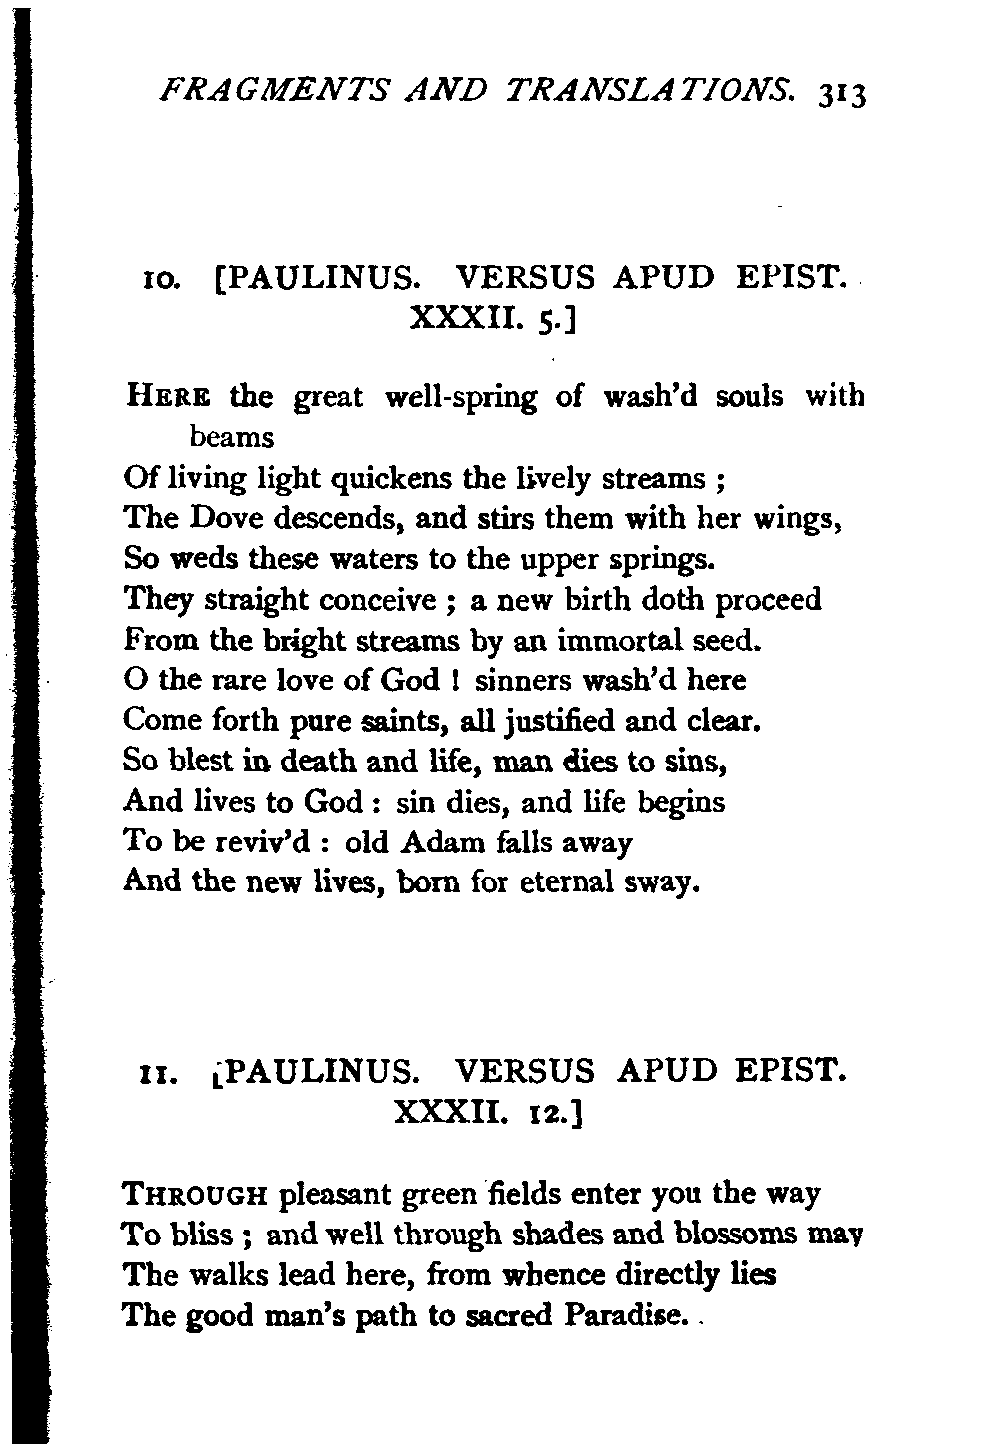 FRAGMENTS AND TRANSLATIONS. 313
10. [PAULINUS. VERSUS APUD EPIST.
XXXII. 5.]
HERE the great well-spring of wash'd souls with
beams
Of living light quickens the lively streams ;
The Dove descends, and stirs them with her wings,
So weds these waters to the upper springs.
They straight conceive ; a new birth doth proceed
From the bright streams by an immortal seed.
O the rare love of God ! sinners wash'd here
Come forth pure saints, all justified and clear.
So blest in death and life, man dies to sins,
And lives to God : sin dies, and life begins
To be reviv'd : old Adam falls away
And the new lives, born for eternal sway.
11. [PAULINUS. VERSUS APUD EPIST.
XXXII. 12.]
THROUGH pleasant green fields enter you the way
To bliss ; and well through shades and blossoms may
The walks lead here, from whence directly lies
The good man's path to sacred Paradise.